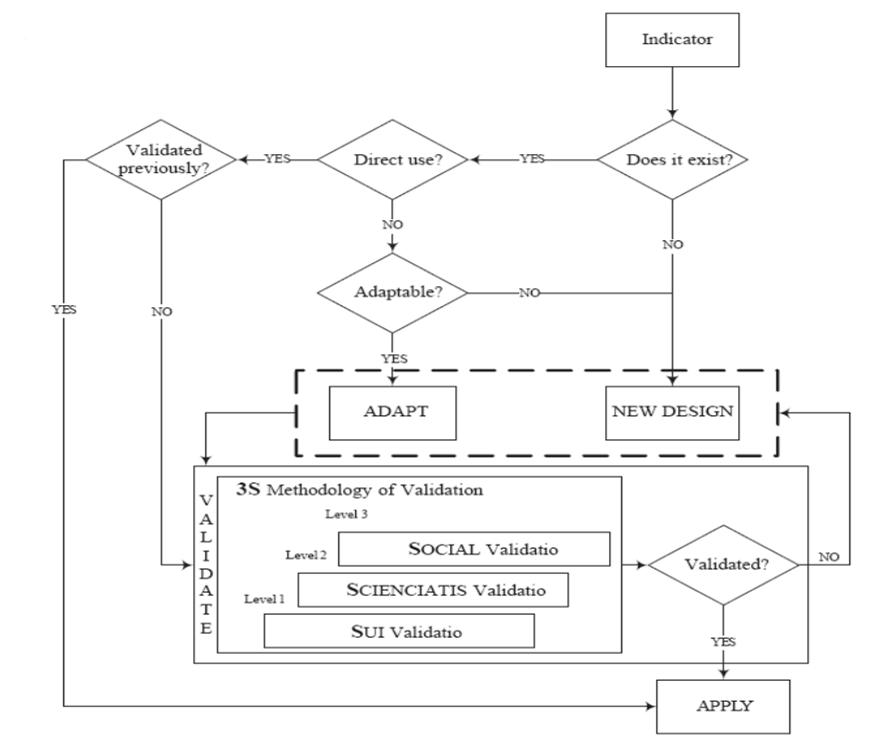 Indicator
Validated
previously?
YES
Direct use?
YES
Does it exist?
NO
NO
Adaptable?
NO
YES
NO
YES
ADAPT
NEW DESIGN
VALIDATE
3S Methodology of Validation
Level 3
SOCIAL Validatio
Level 2
SCIENCIATIS Validatio
Level 1
SUI Validatio
Validated?
NO
YES
APPLY